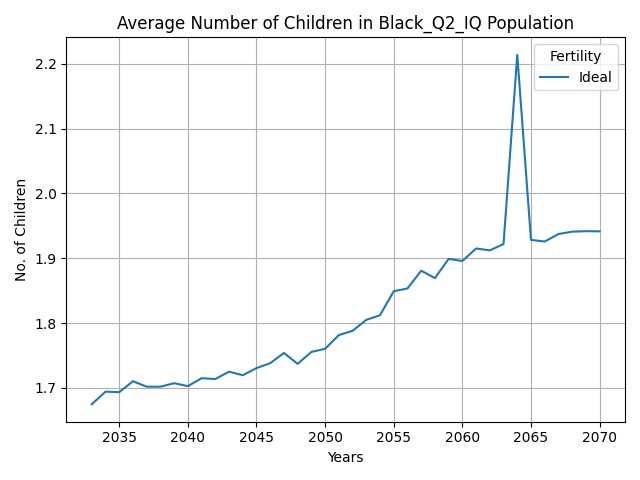 Average Number of Children in Black_Q2_IQ Population
Fertility
Ideal
No. of Children
2.2
2.1
2.0
1.9
1.8
1.7
2035 2040 2045 2050 2055 2060 2065 2070
Years